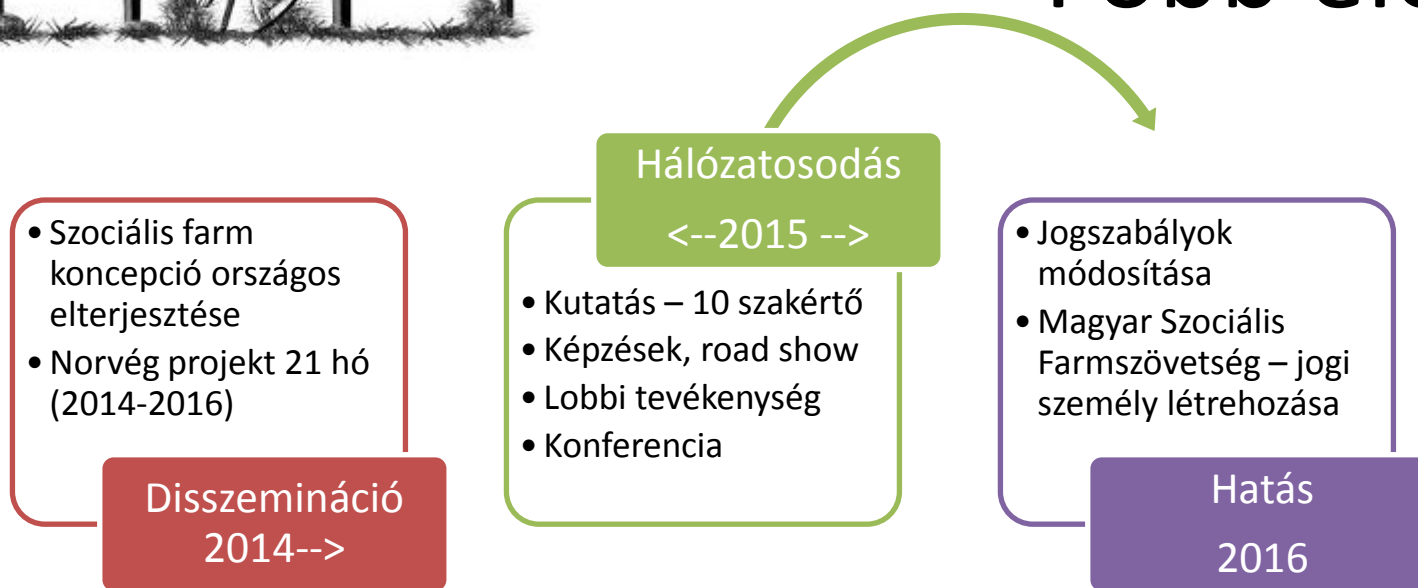 • Szociális farm
koncepció országos
elterjesztése
• Norvég projekt 21 hó
(2014-2016)
Disszemináció
2014-->
Hálózatosodás
<--2015 -->
• Kutatás – 10 szakértő
• Képzések, road show
• Lobbi tevékenység
• Konferencia
• Jogszabályok
módosítása
• Magyar Szociális
Farmszövetség – jogi
személy létrehozása
Hatás
2016